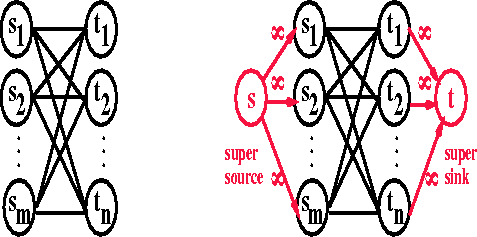 s1 t1 ∞ s1 t1 ∞
s2 t2 s ∞ s2 t2 ∞ t
super source
super sink
∞ ∞
sm tn sm tn